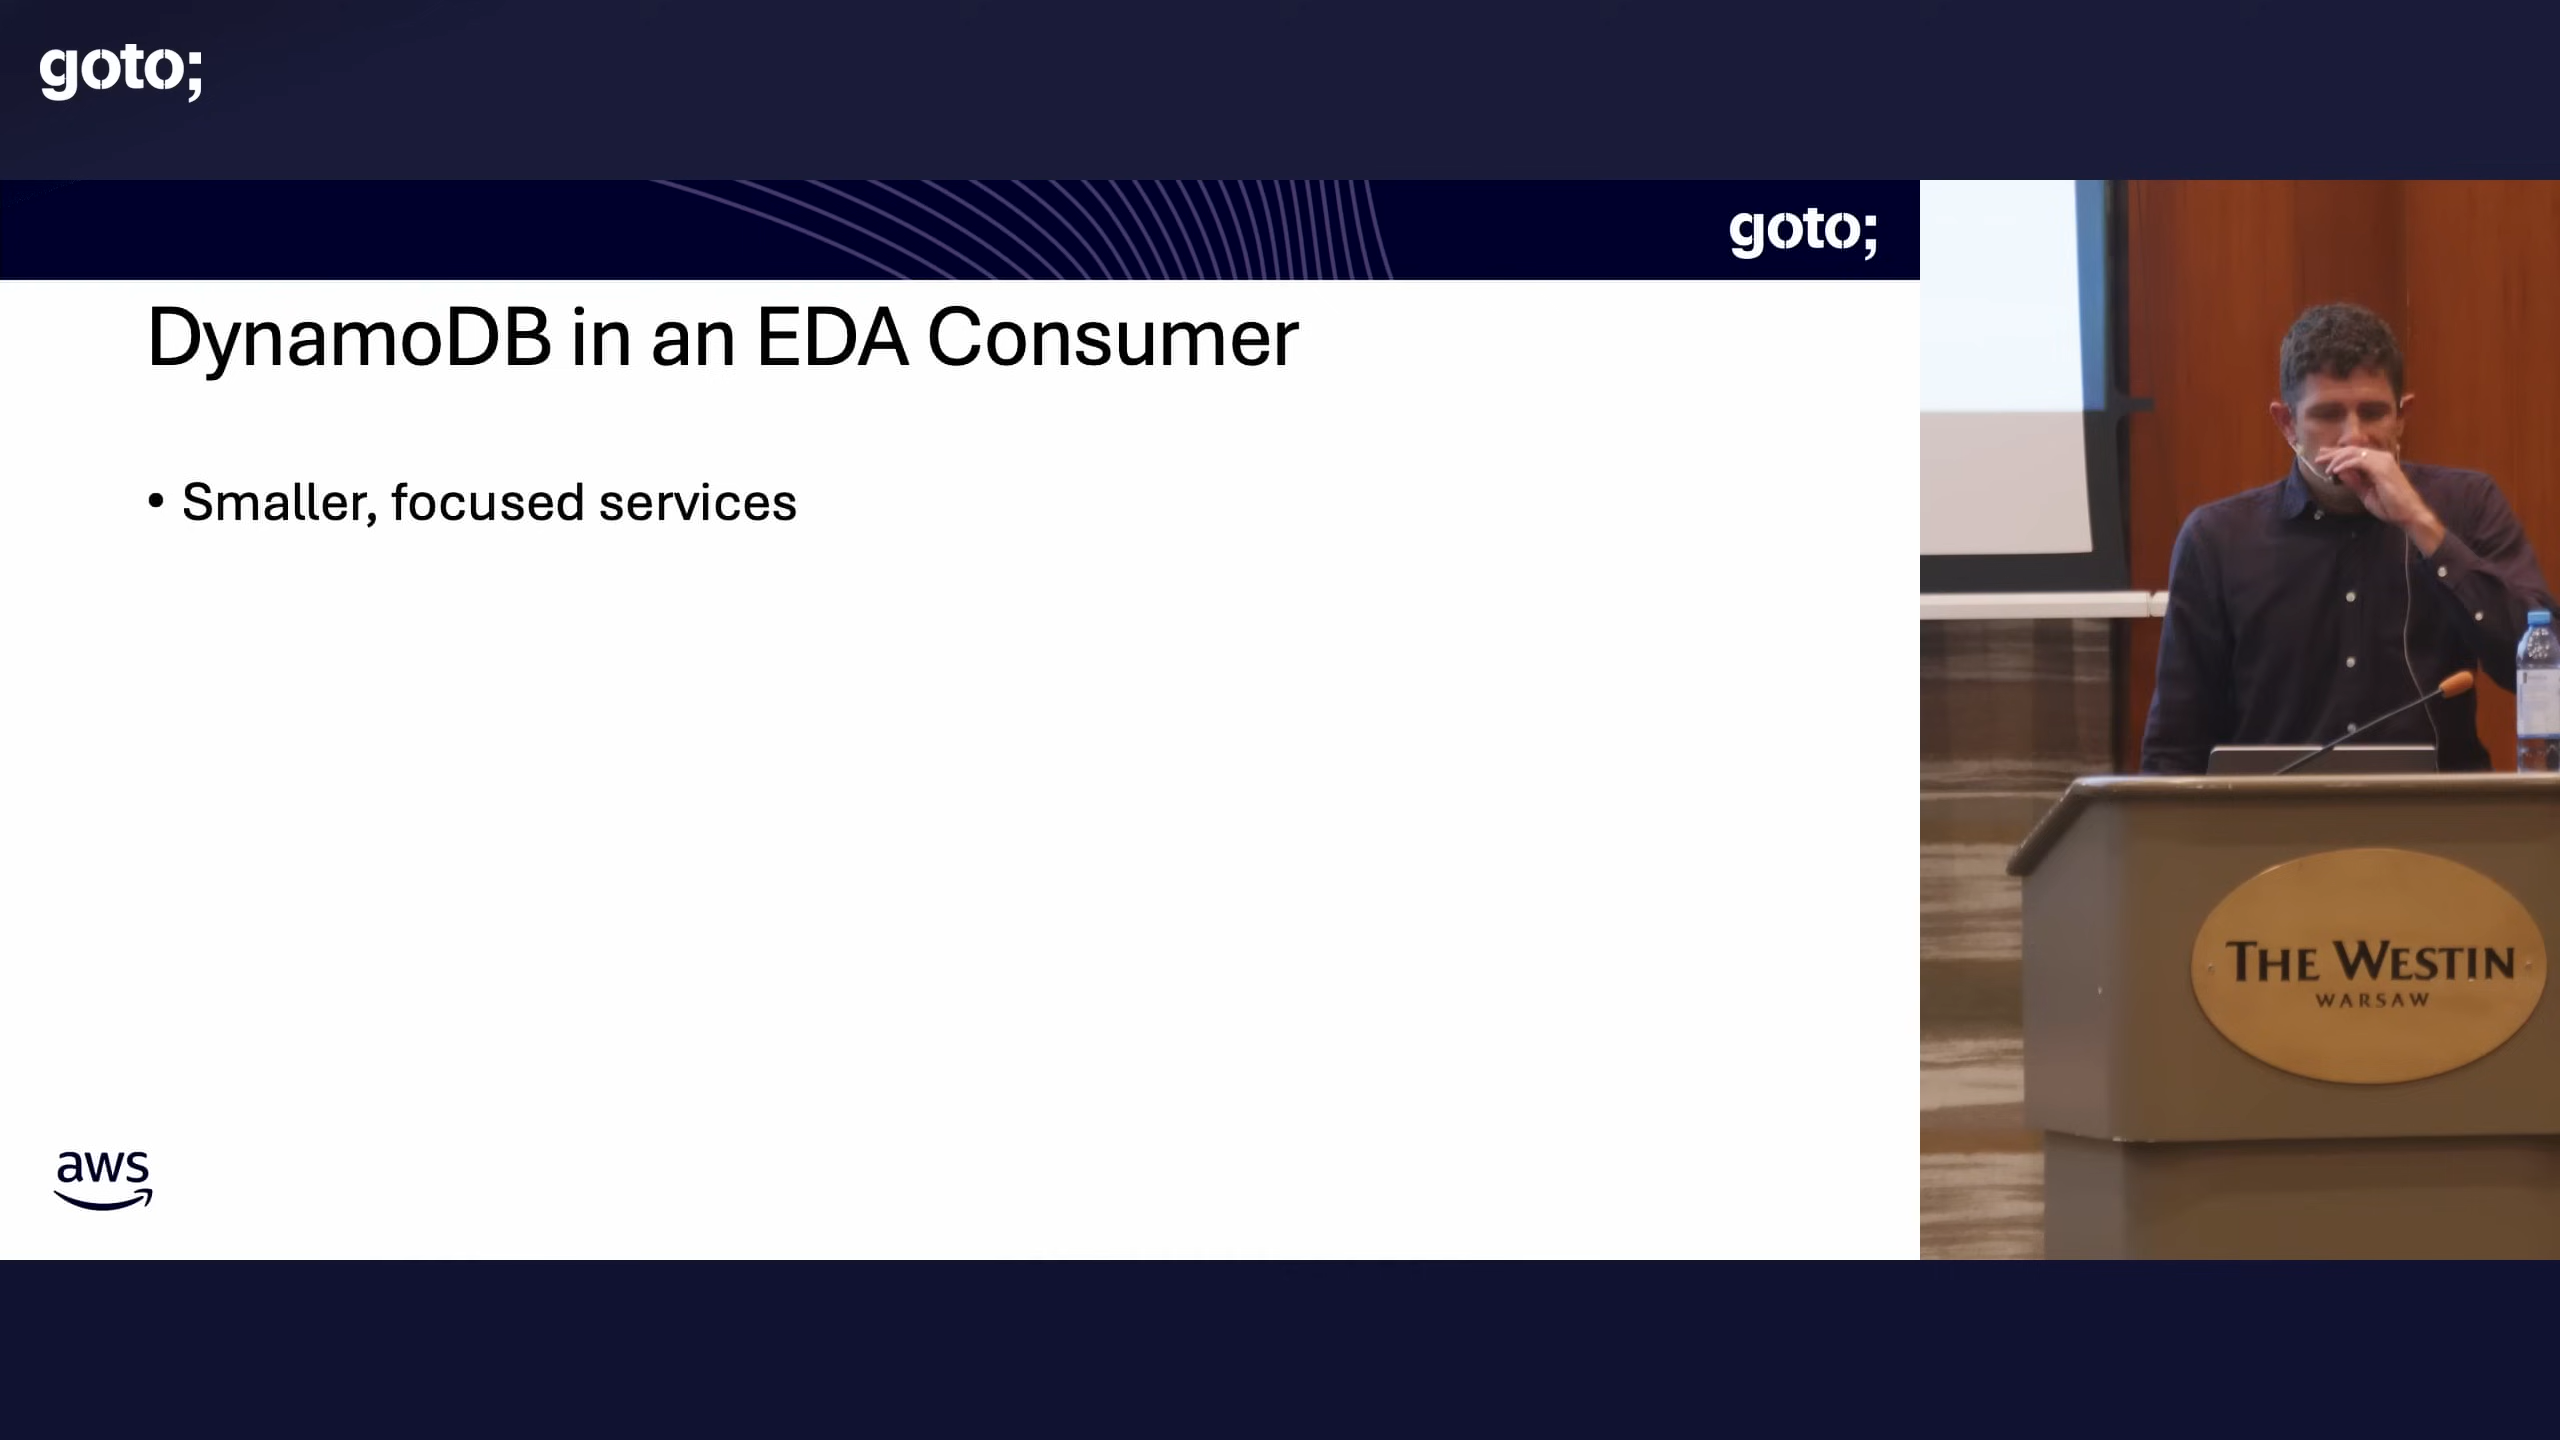 goto;
goto;
DynamoDB in an EDA Consumer
• Smaller, focused services
aws
THE WESTIN
WARSAW